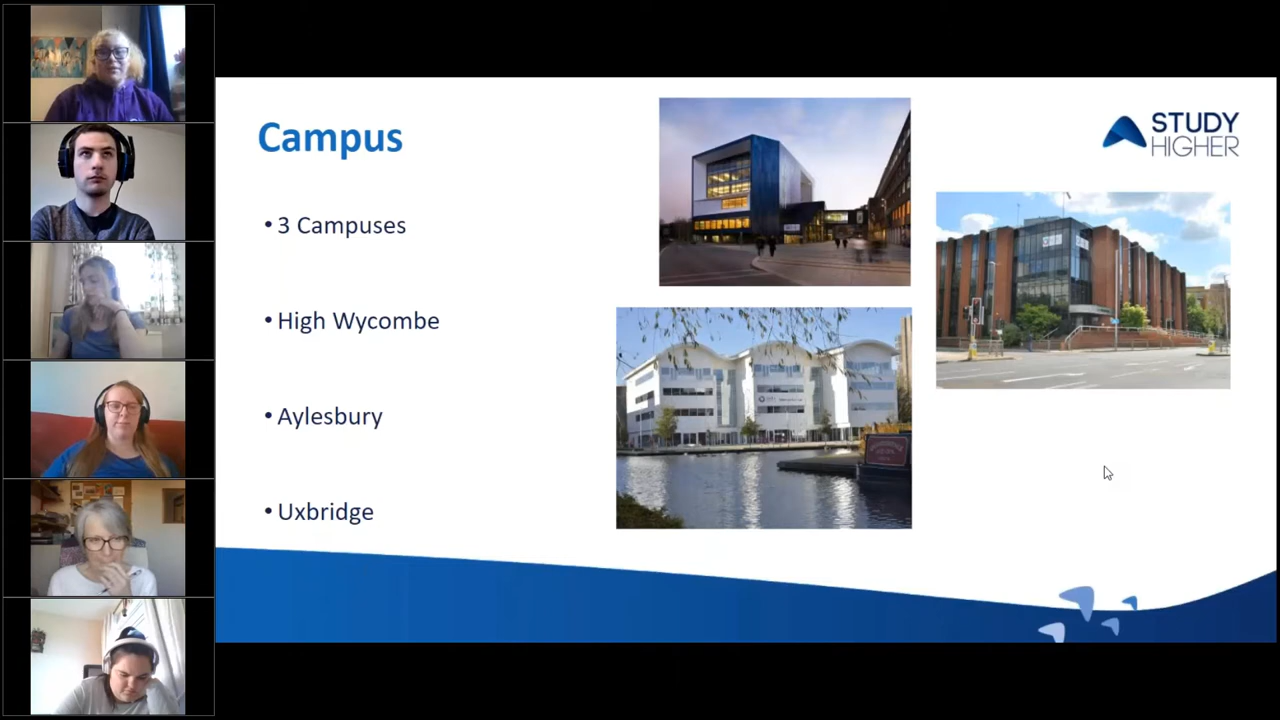 Campus
STUDY
HIGHER
• 3 Campuses
• High Wycombe
• Aylesbury
• Uxbridge